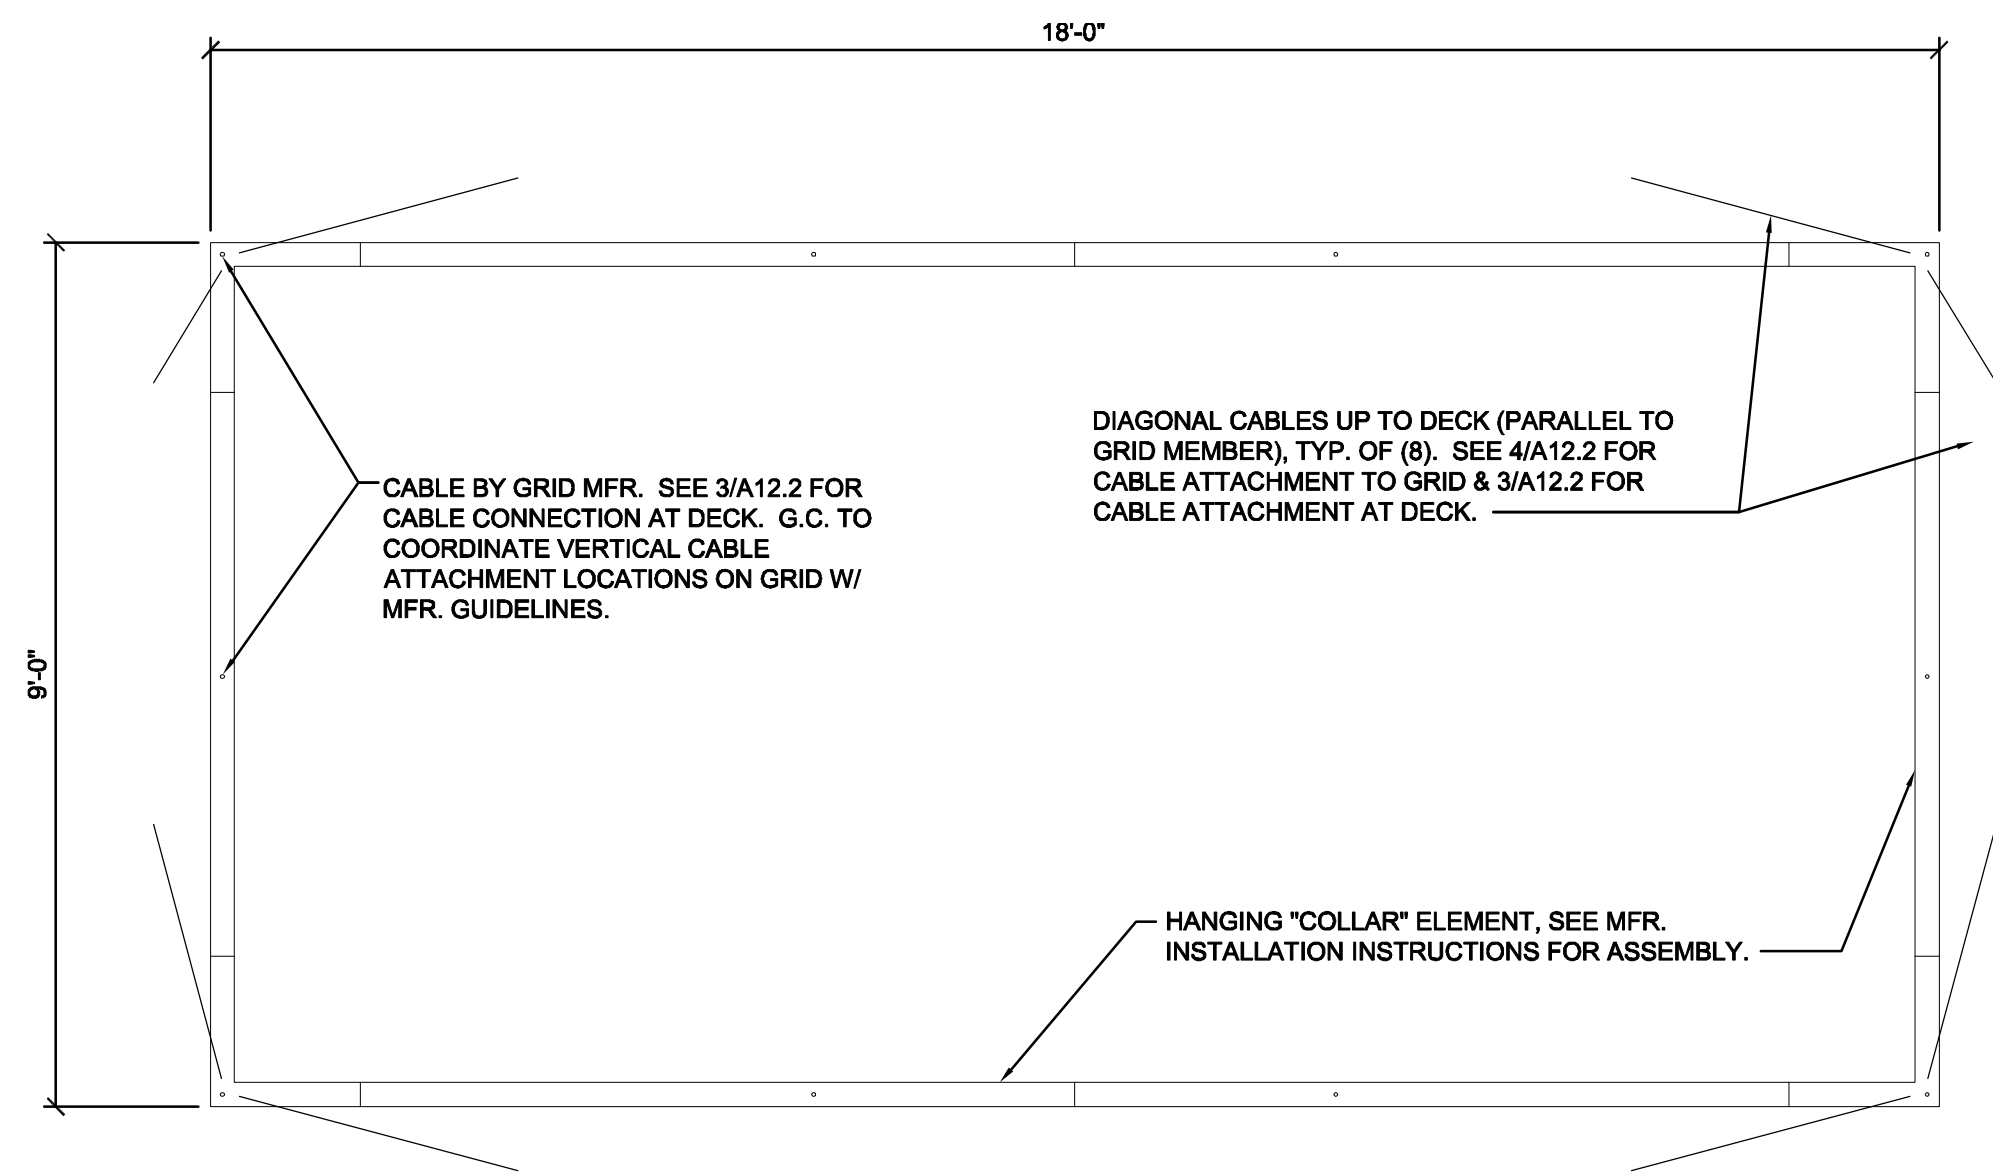 18'-0"
DIAGONAL CABLES UP TO DECK (PARALLEL TO
GRID MEMBER), TYP. OF (8). SEE 4/A12.2 FOR
CABLE ATTACHMENT TO GRID & 3/A12.2 FOR
CABLE ATTACHMENT AT DECK.
CABLE BY GRID MFR. SEE 3/A12.2 FOR
CABLE CONNECTION AT DECK. G.C. TO
COORDINATE VERTICAL CABLE
ATTACHMENT LOCATIONS ON GRID W/
MFR. GUIDELINES.
9'-0"
HANGING "COLLAR" ELEMENT, SEE MFR.
INSTALLATION INSTRUCTIONS FOR ASSEMBLY.